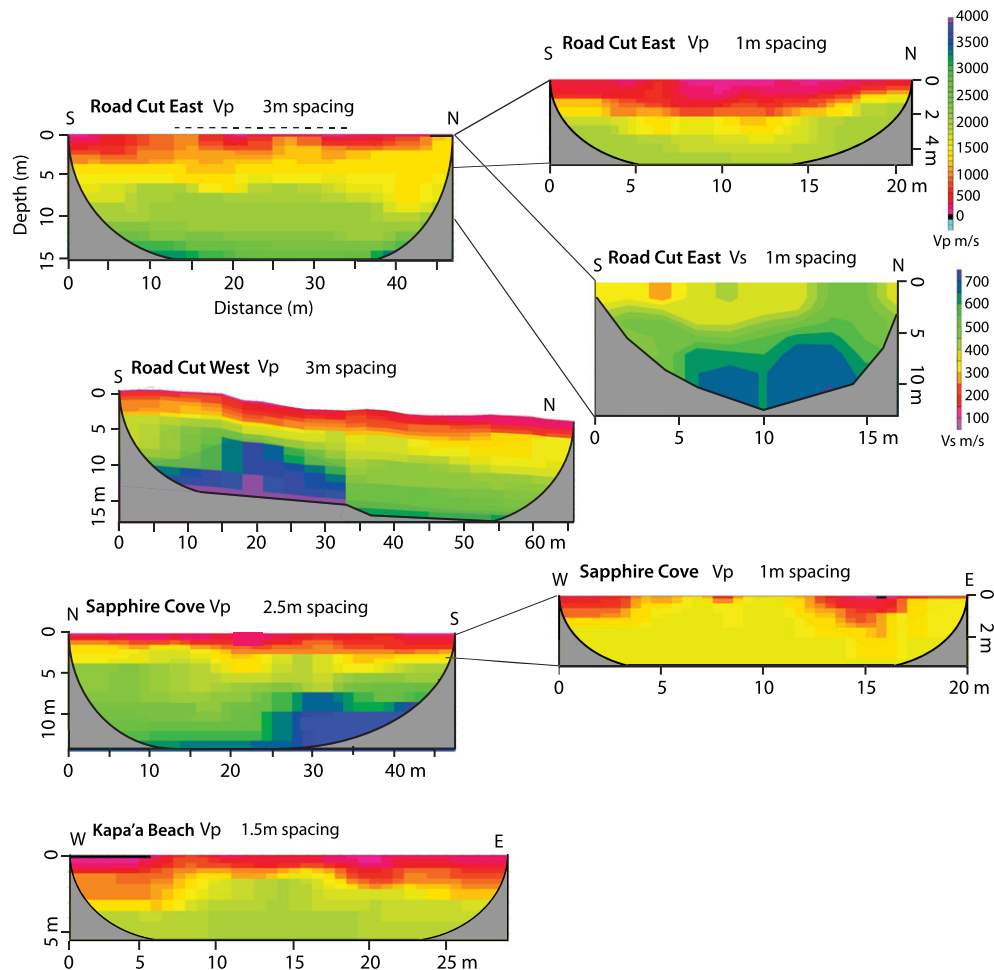 Road Cut East Vp 3m spacing
S
N
0
5
10
15
Depth (m)
0
10
20
30
40
Distance (m)
Road Cut East Vp 1m spacing
S
N
0
2
4 m
0
5
10
15
20 m
4000
3500
3000
2500
2000
1500
1000
500
0
Vp m/s
Road Cut East Vs 1m spacing
S
N
0
5
10 m
0
5
10
15 m
700
600
500
400
300
200
100
Vs m/s
Road Cut West Vp 3m spacing
S
N
0
5
10
15 m
0
10
20
30
40
50
60 m
Sapphire Cove Vp 2.5m spacing
N
S
0
5
10 m
0
10
20
30
40 m
Sapphire Cove Vp 1m spacing
W
E
0
2 m
0
5
10
15
20 m
Kapa’a Beach Vp 1.5m spacing
W
E
0
5 m
0
5
10
15
20
25 m